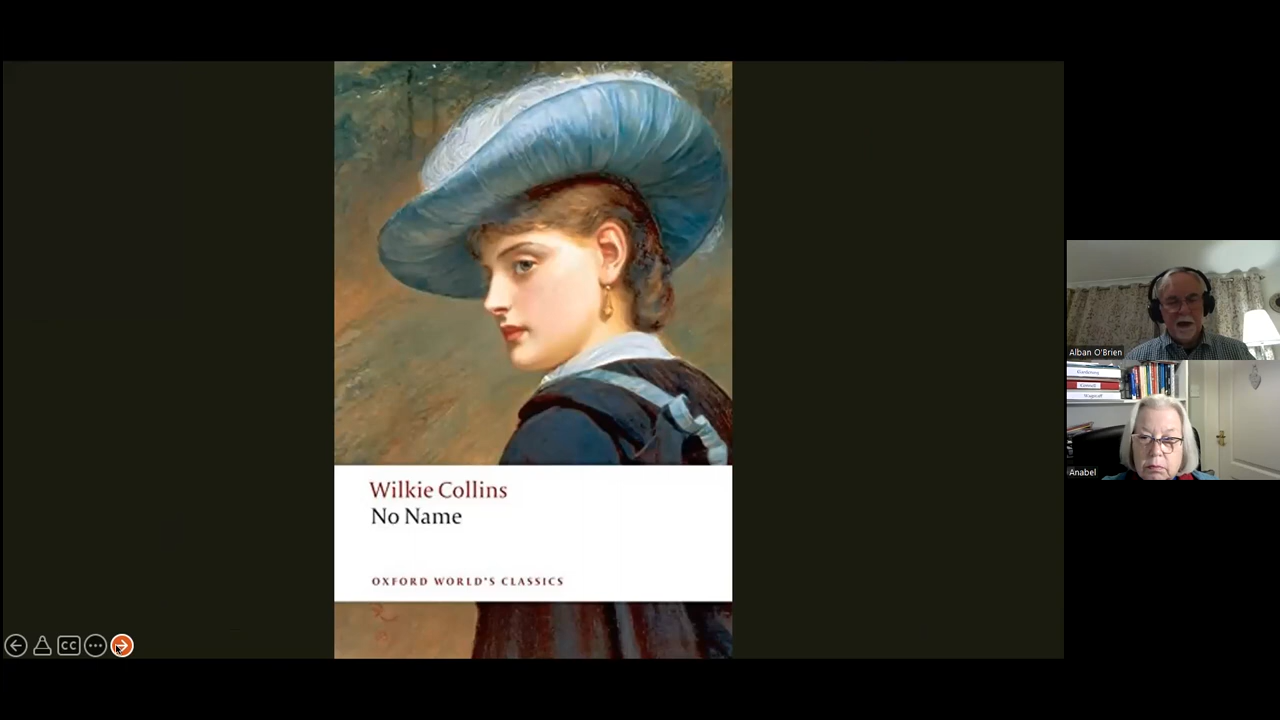 Wilkie Collins
No Name
OXFORD WORLD'S CLASSICS
CC
Alban O'Brien
Anabel